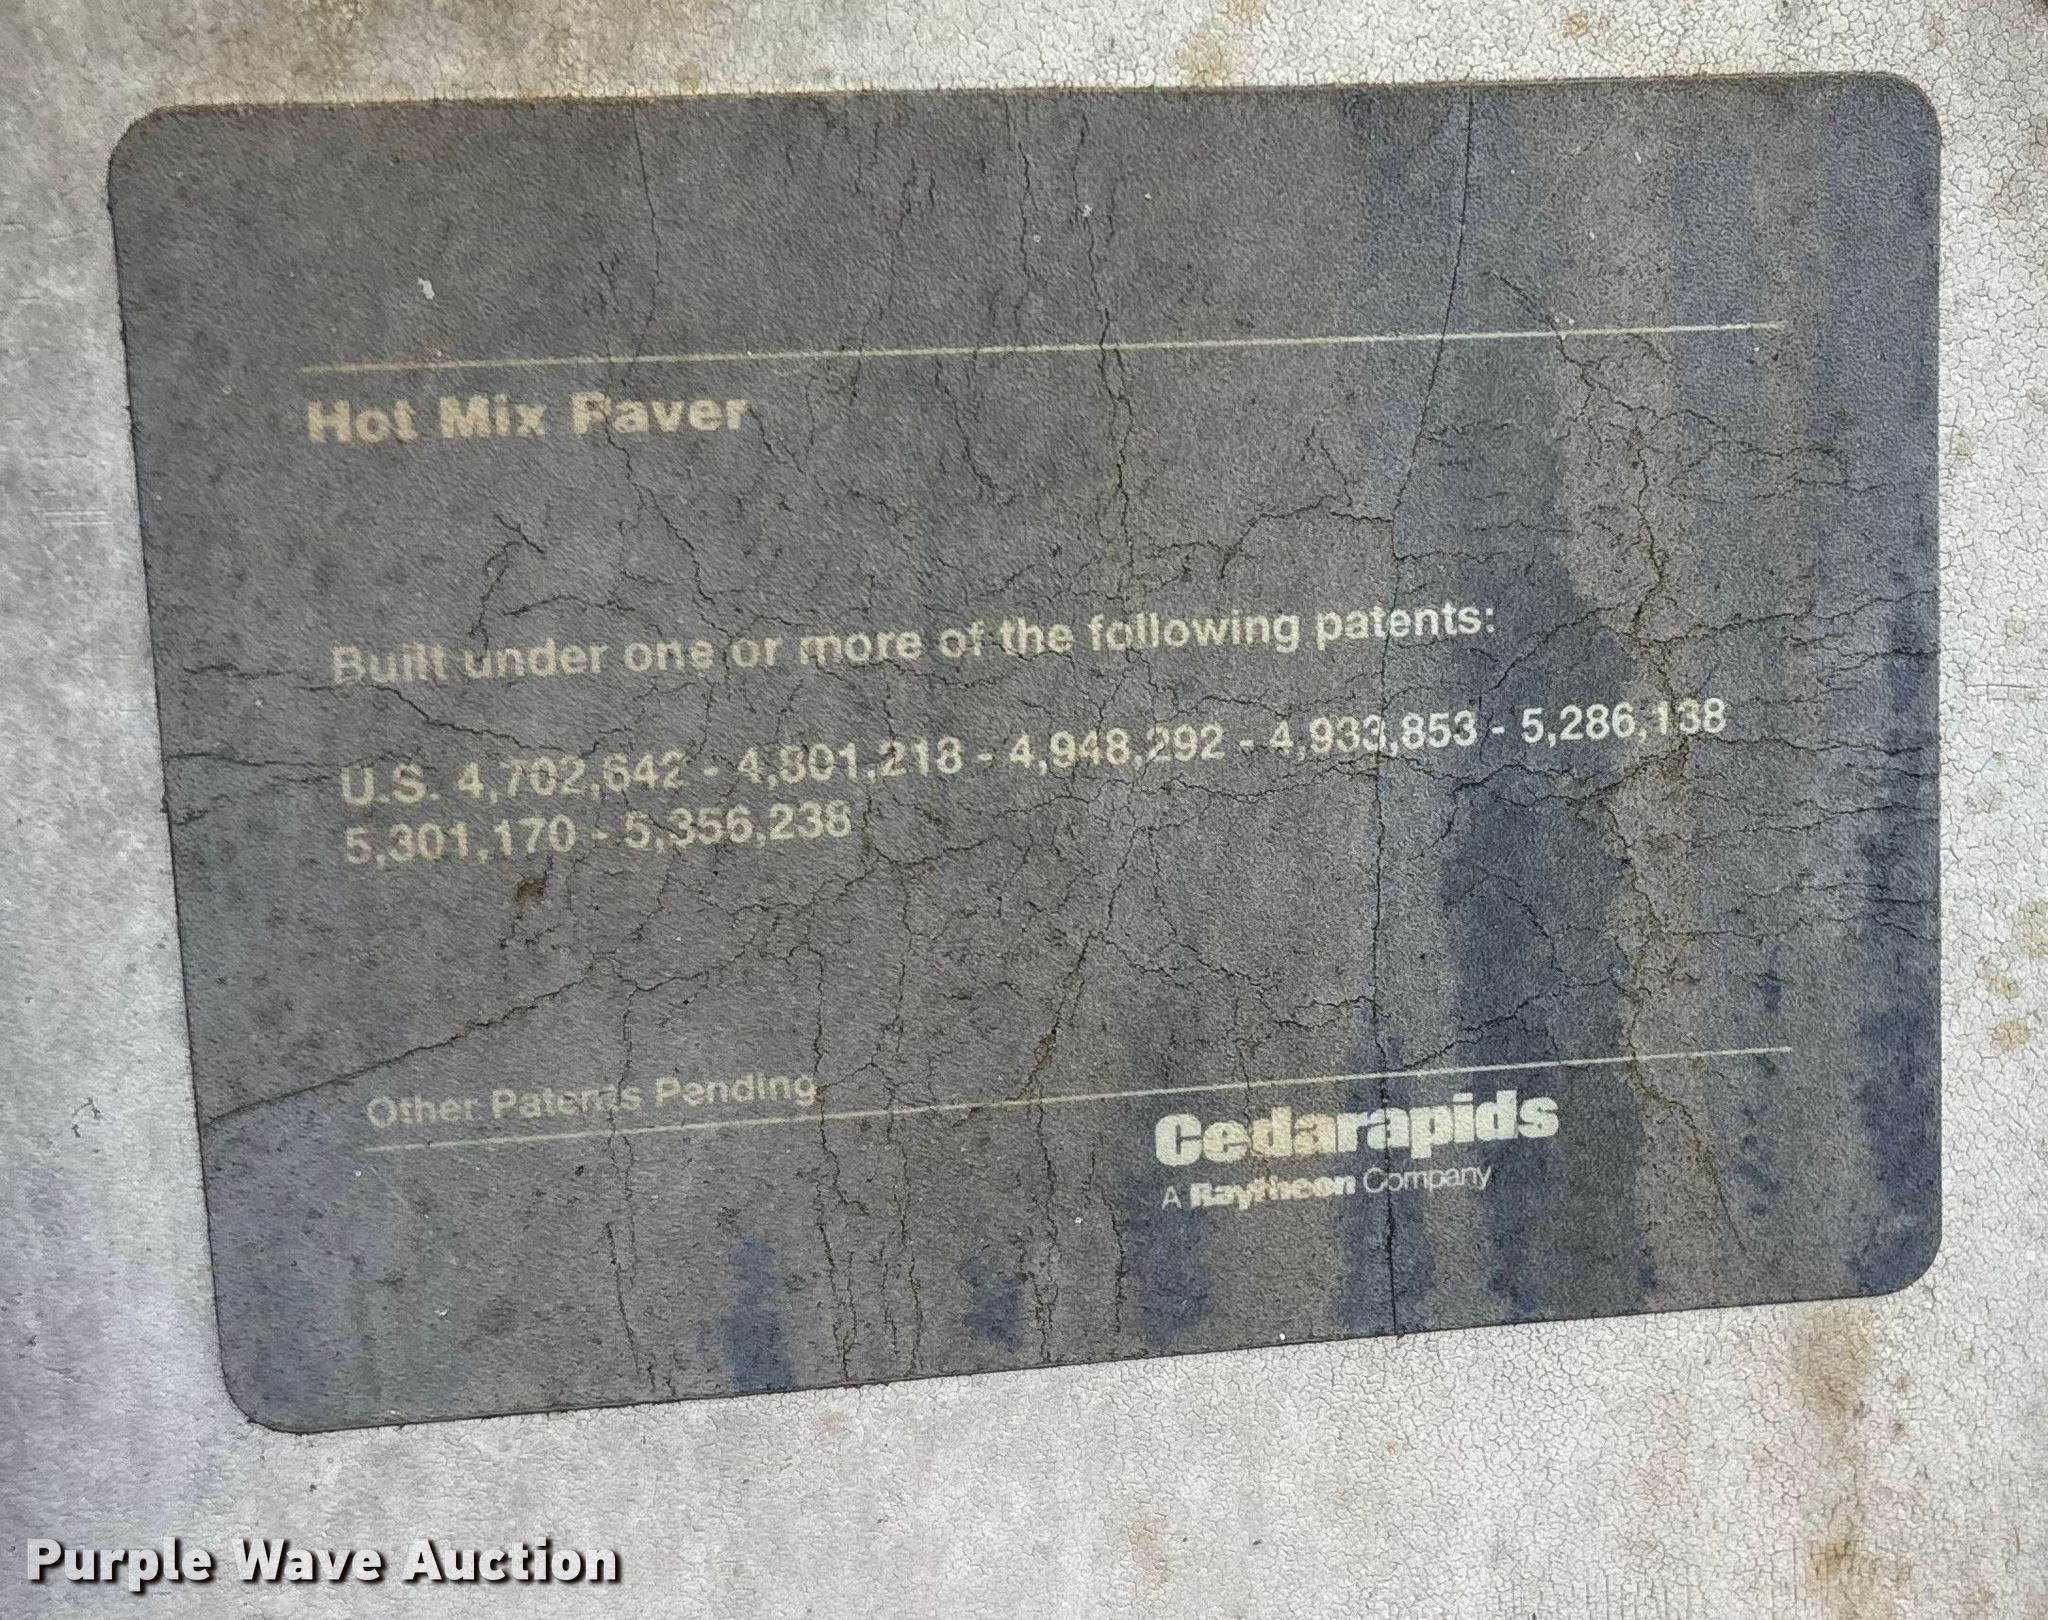 Hot Mix Paver
Built under one or more of the following patents:
U.S. 4,702,642 - 4,801,218 - 4,948,292 - 4,933,853 - 5,286,138
5,301,170 - 5,356,238
Other Patents Pending
Cedarapids
A Raytheon Company
Purple Wave Auction